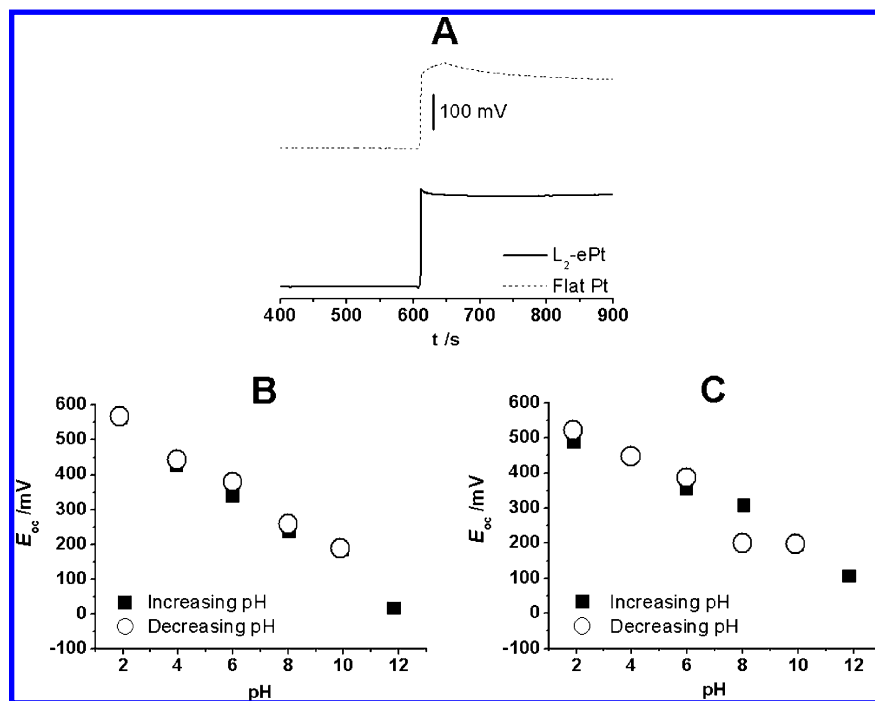 A
100 mV
L₂-ePt
Flat Pt
400 500 600 700 800 900
t /s
B
600
500
400
300
200
100
0
-100
E_oc /mV
Increasing pH
Decreasing pH
2 4 6 8 10 12
pH
C
600
500
400
300
200
100
0
-100
E_oc /mV
Increasing pH
Decreasing pH
2 4 6 8 10 12
pH